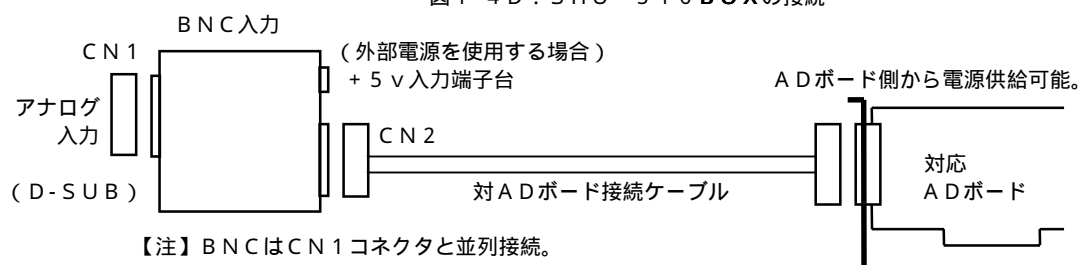 BNC入力
CN1
(外部電源を使用する場合)
+5v入力端子台
ADボード側から電源供給可能。
アナログ
入力
CN2
対応
ADボード
(D-SUB)
対ADボード接続ケーブル
【注】BNCはCN1コネクタと並列接続。